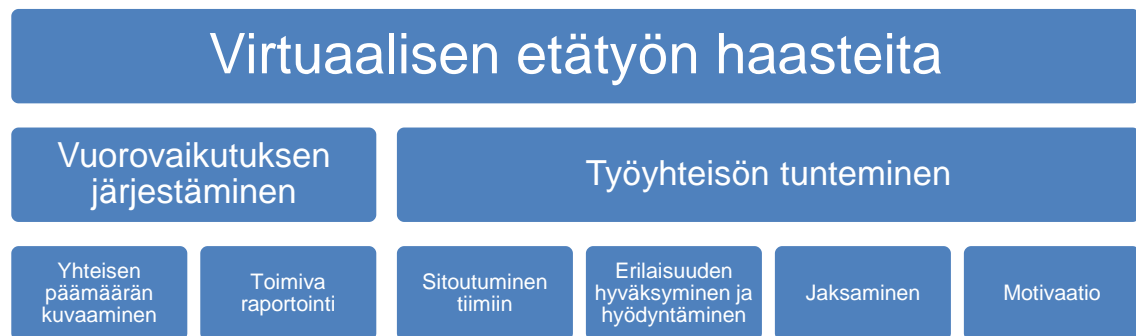 Virtuaalisen etätyön haasteita
Vuorovaikutuksen
järjestäminen
Työyhteisön tunteminen
Yhteisen
päämäärän
kuvaaminen
Toimiva
raportointi
Sitoutuminen
tiimiin
Erilaisuuden
hyväksyminen ja
hyödyntäminen
Jaksaminen
Motivaatio